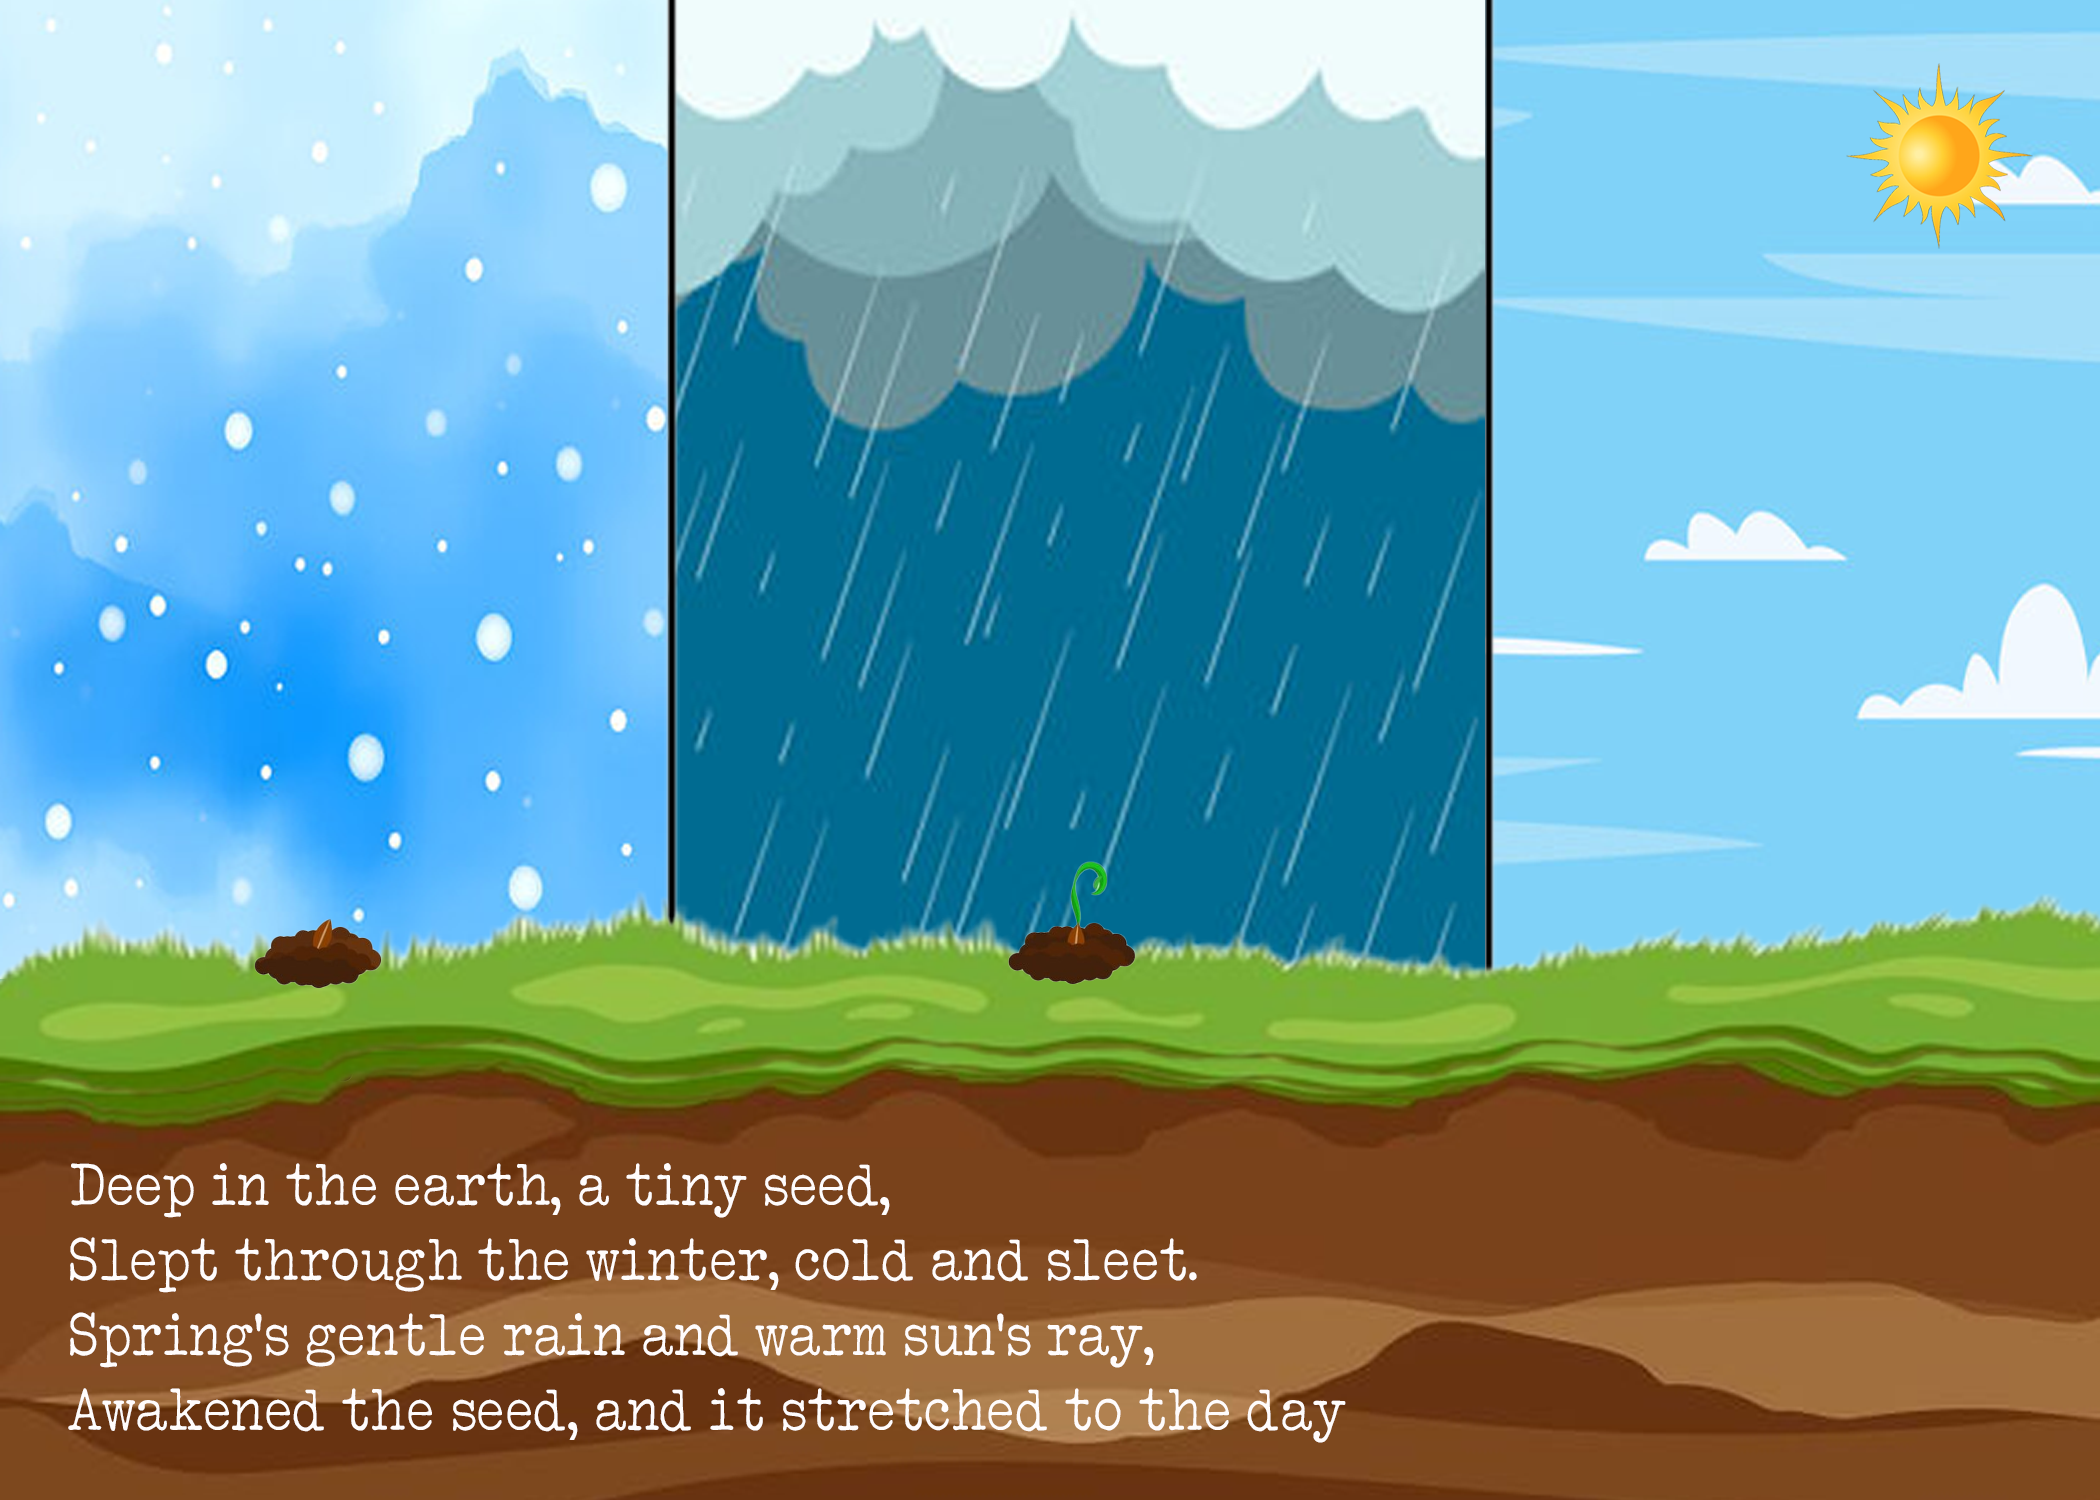 Deep in the earth, a tiny seed,
Slept through the winter, cold and sleet.
Spring's gentle rain and warm sun's ray,
Awakened the seed, and it stretched to the day